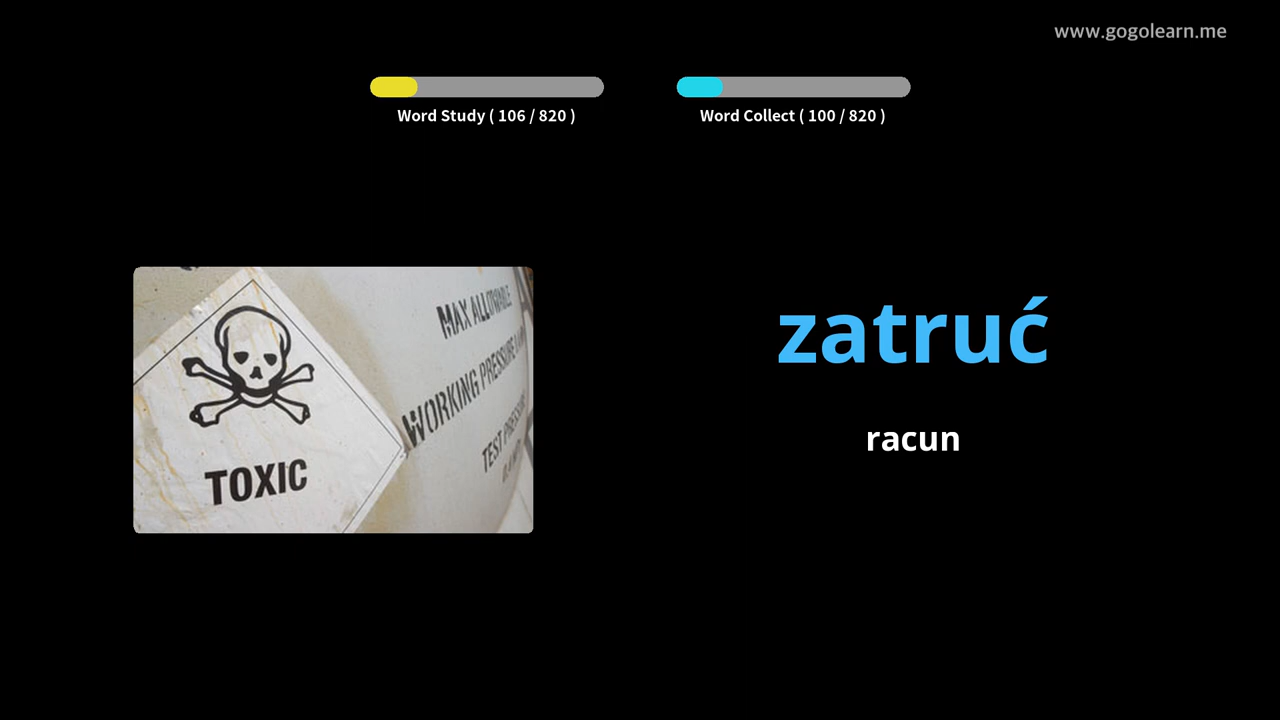 www.gogolearn.me
Word Study ( 106 / 820 )
Word Collect ( 100 / 820 )
MAX ALLOWABLE
WORKING PRESSURE
TEST PRESSURE
TOXIC
zatruć
racun